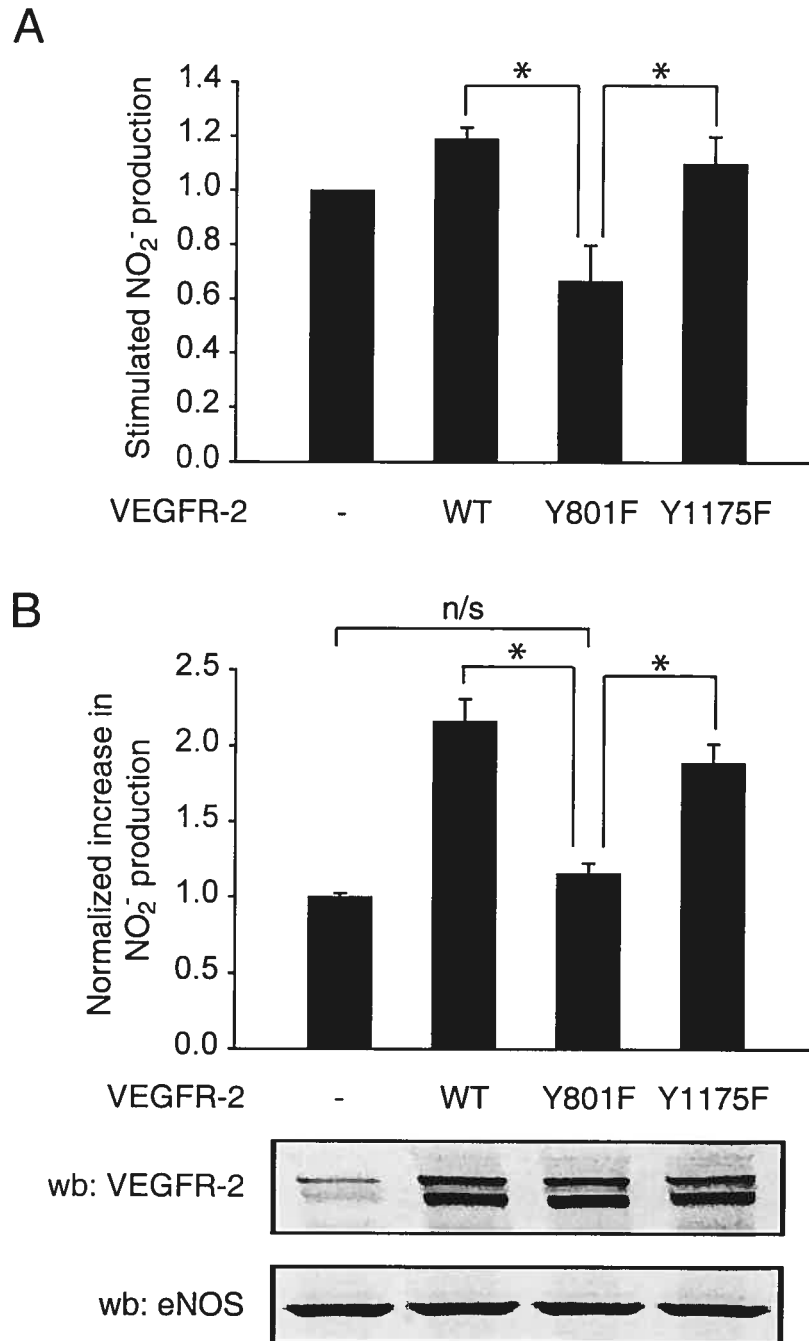 A
Stimulated NO₂⁻ production
1.4
1.2
1.0
0.8
0.6
0.4
0.2
0.0
* *
VEGFR-2 - WT Y801F Y1175F
B
n/s
Normalized increase in
NO₂⁻ production
2.5
2.0
1.5
1.0
0.5
0.0
* *
VEGFR-2 - WT Y801F Y1175F
wb: VEGFR-2
wb: eNOS